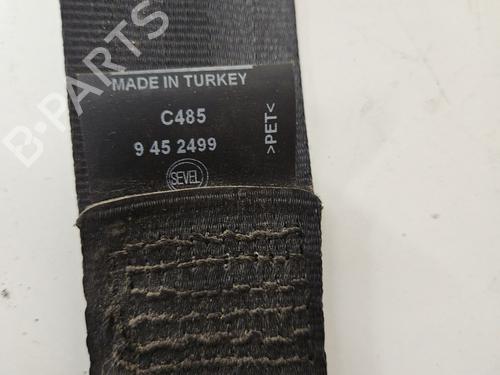 B-PARTS
MADE IN TURKEY
C485
>PET<
9 45 2499
SEVEL